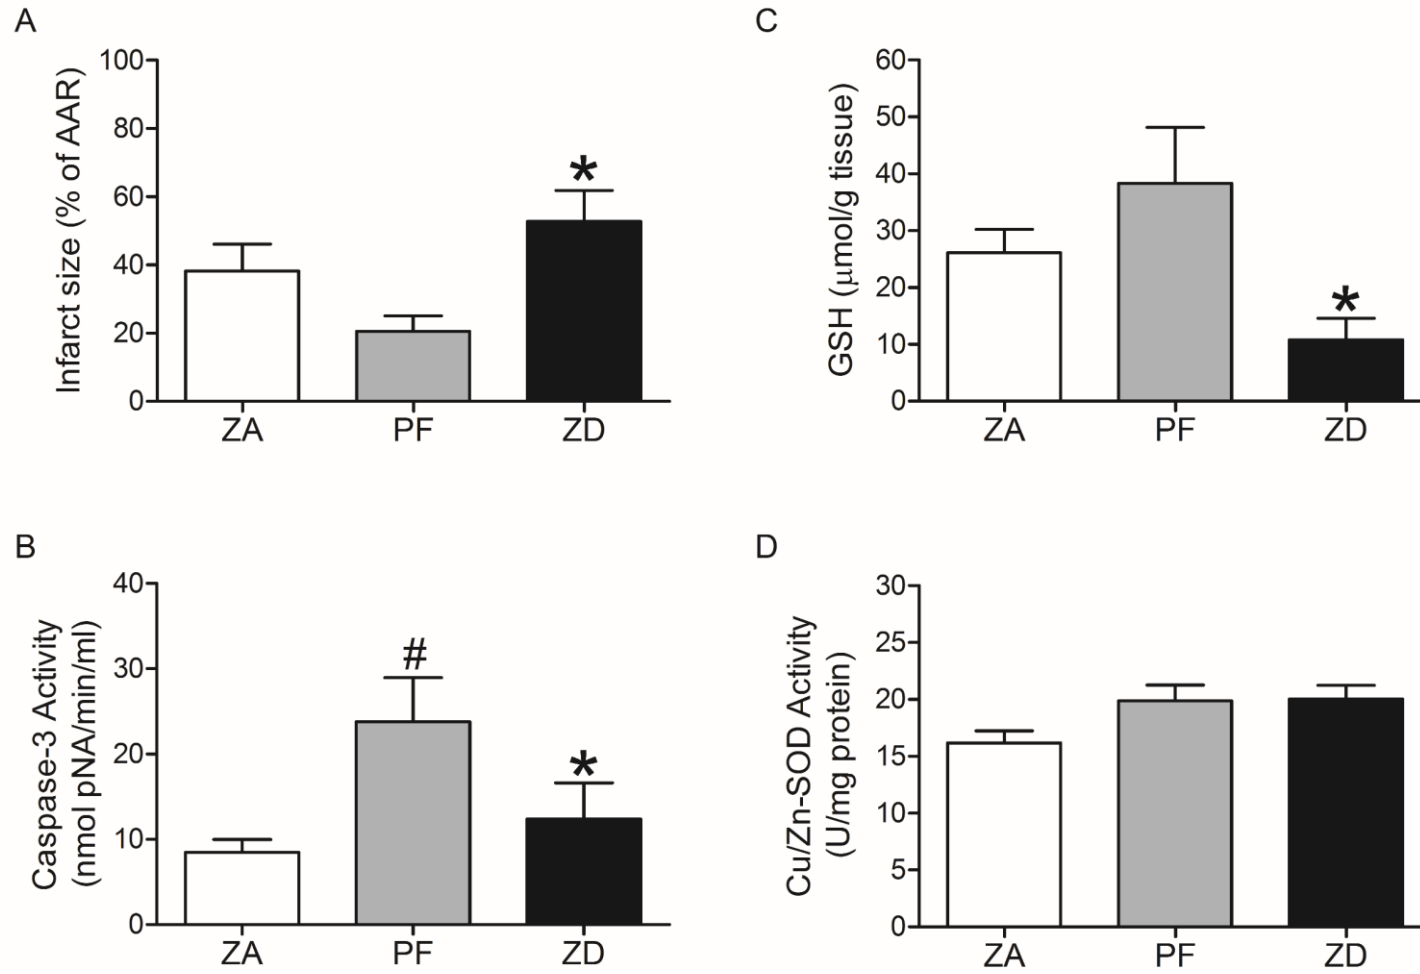 A
Infarct size (% of AAR)
100
80
60
40
20
0
*
ZA PF ZD
C
GSH (μmol/g tissue)
60
50
40
30
20
10
0
*
ZA PF ZD
B
Caspase-3 Activity
(nmol pNA/min/ml)
40
30
20
10
0
#
*
ZA PF ZD
D
Cu/Zn-SOD Activity
(U/mg protein)
30
25
20
15
10
5
0
ZA PF ZD